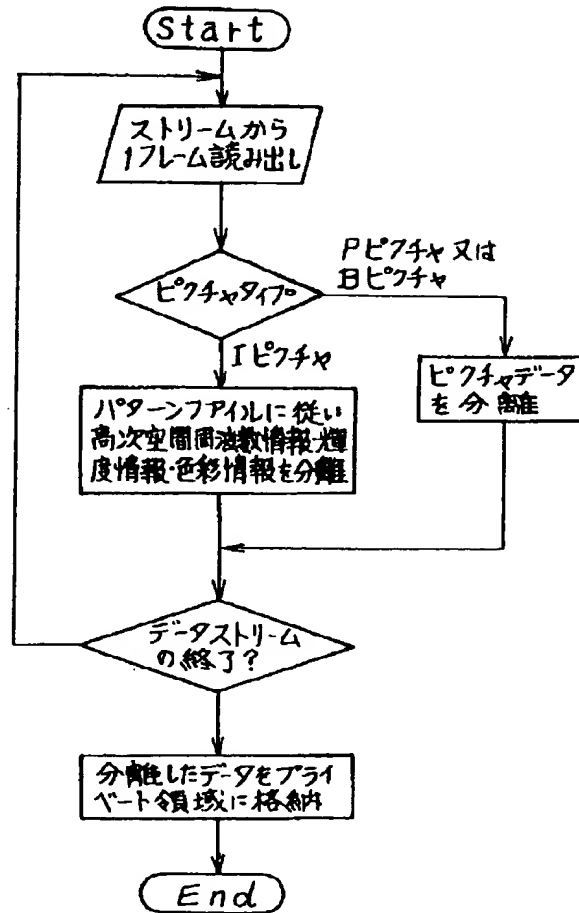 Start
ストリームから
1フレーム読み出し
ピクチャタイプ
Pピクチャ又は
Bピクチャ
Iピクチャ
ピクチャデータ
を分離
パターンファイルに従い
高次空間周波数情報・輝
度情報・色彩情報を分離
データストリーム
の終了?
分離したデータをプライ
ベート領域に格納
End